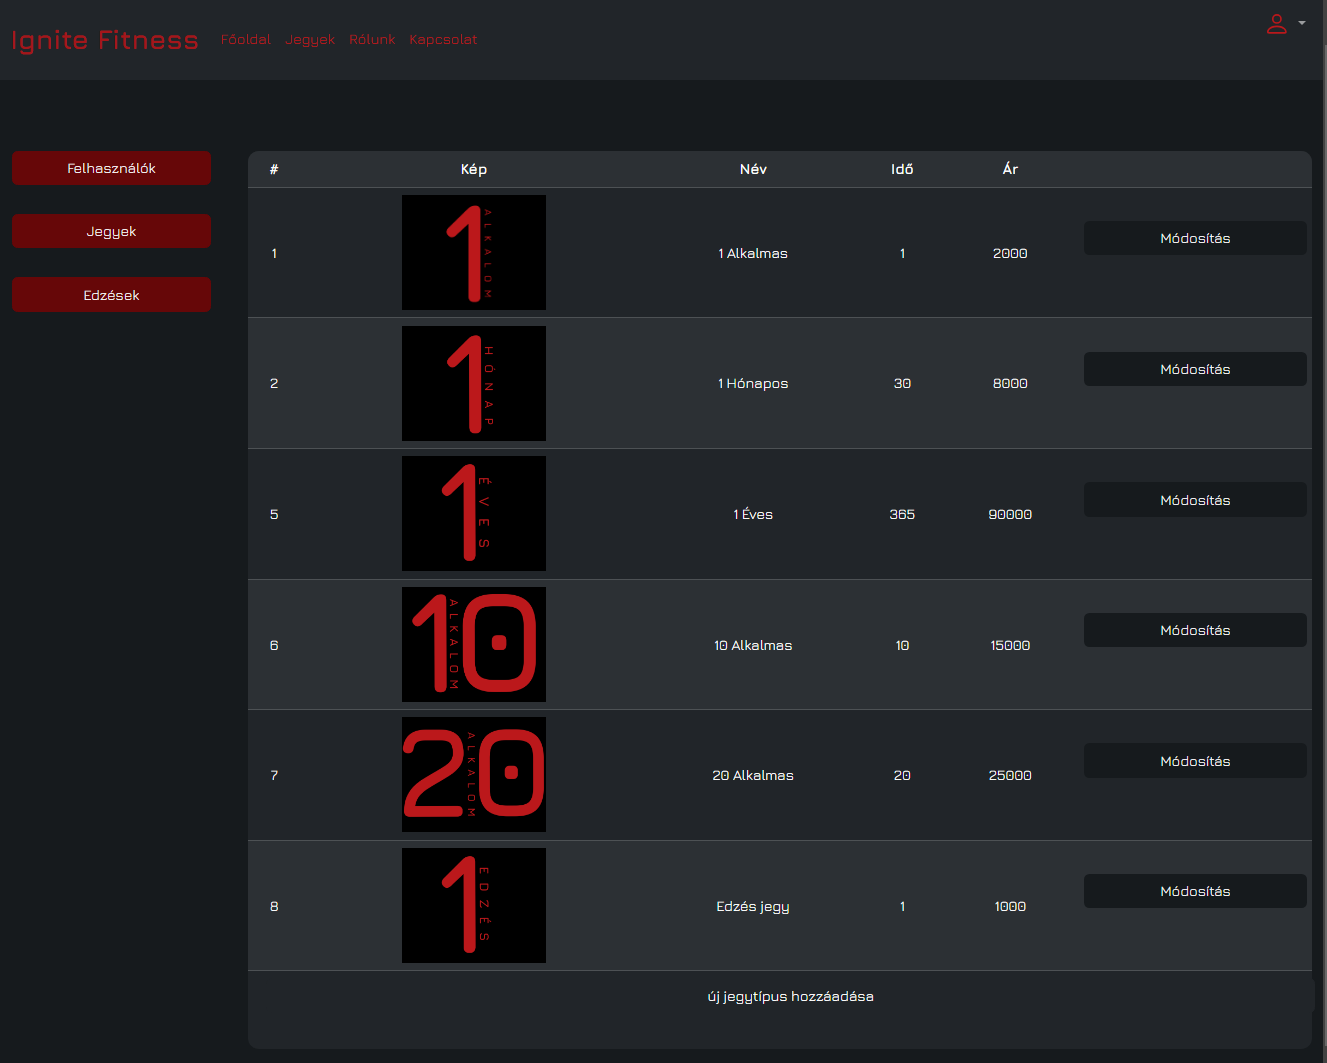 Ignite Fitness Főoldal Jegyek Rólunk Kapcsolat
Felhasználók
Jegyek
Edzések
# Kép Név Idő Ár
1 1 ALKALOM 1 Alkalmas 1 2000 Módosítás
2 1 HÓNAP 1 Hónapos 30 8000 Módosítás
5 1 ÉVES 1 Éves 365 90000 Módosítás
6 10 ALKALOM 10 Alkalmas 10 15000 Módosítás
7 20 ALKALOM 20 Alkalmas 20 25000 Módosítás
8 1 EDZÉS Edzés jegy 1 1000 Módosítás
új jegytípus hozzáadása